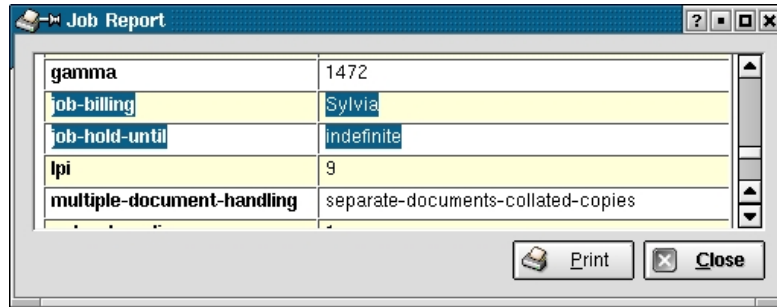 Job Report
gamma 1472
job-billing Sylvia
job-hold-until indefinite
lpi 9
multiple-document-handling separate-documents-collated-copies
Print Close